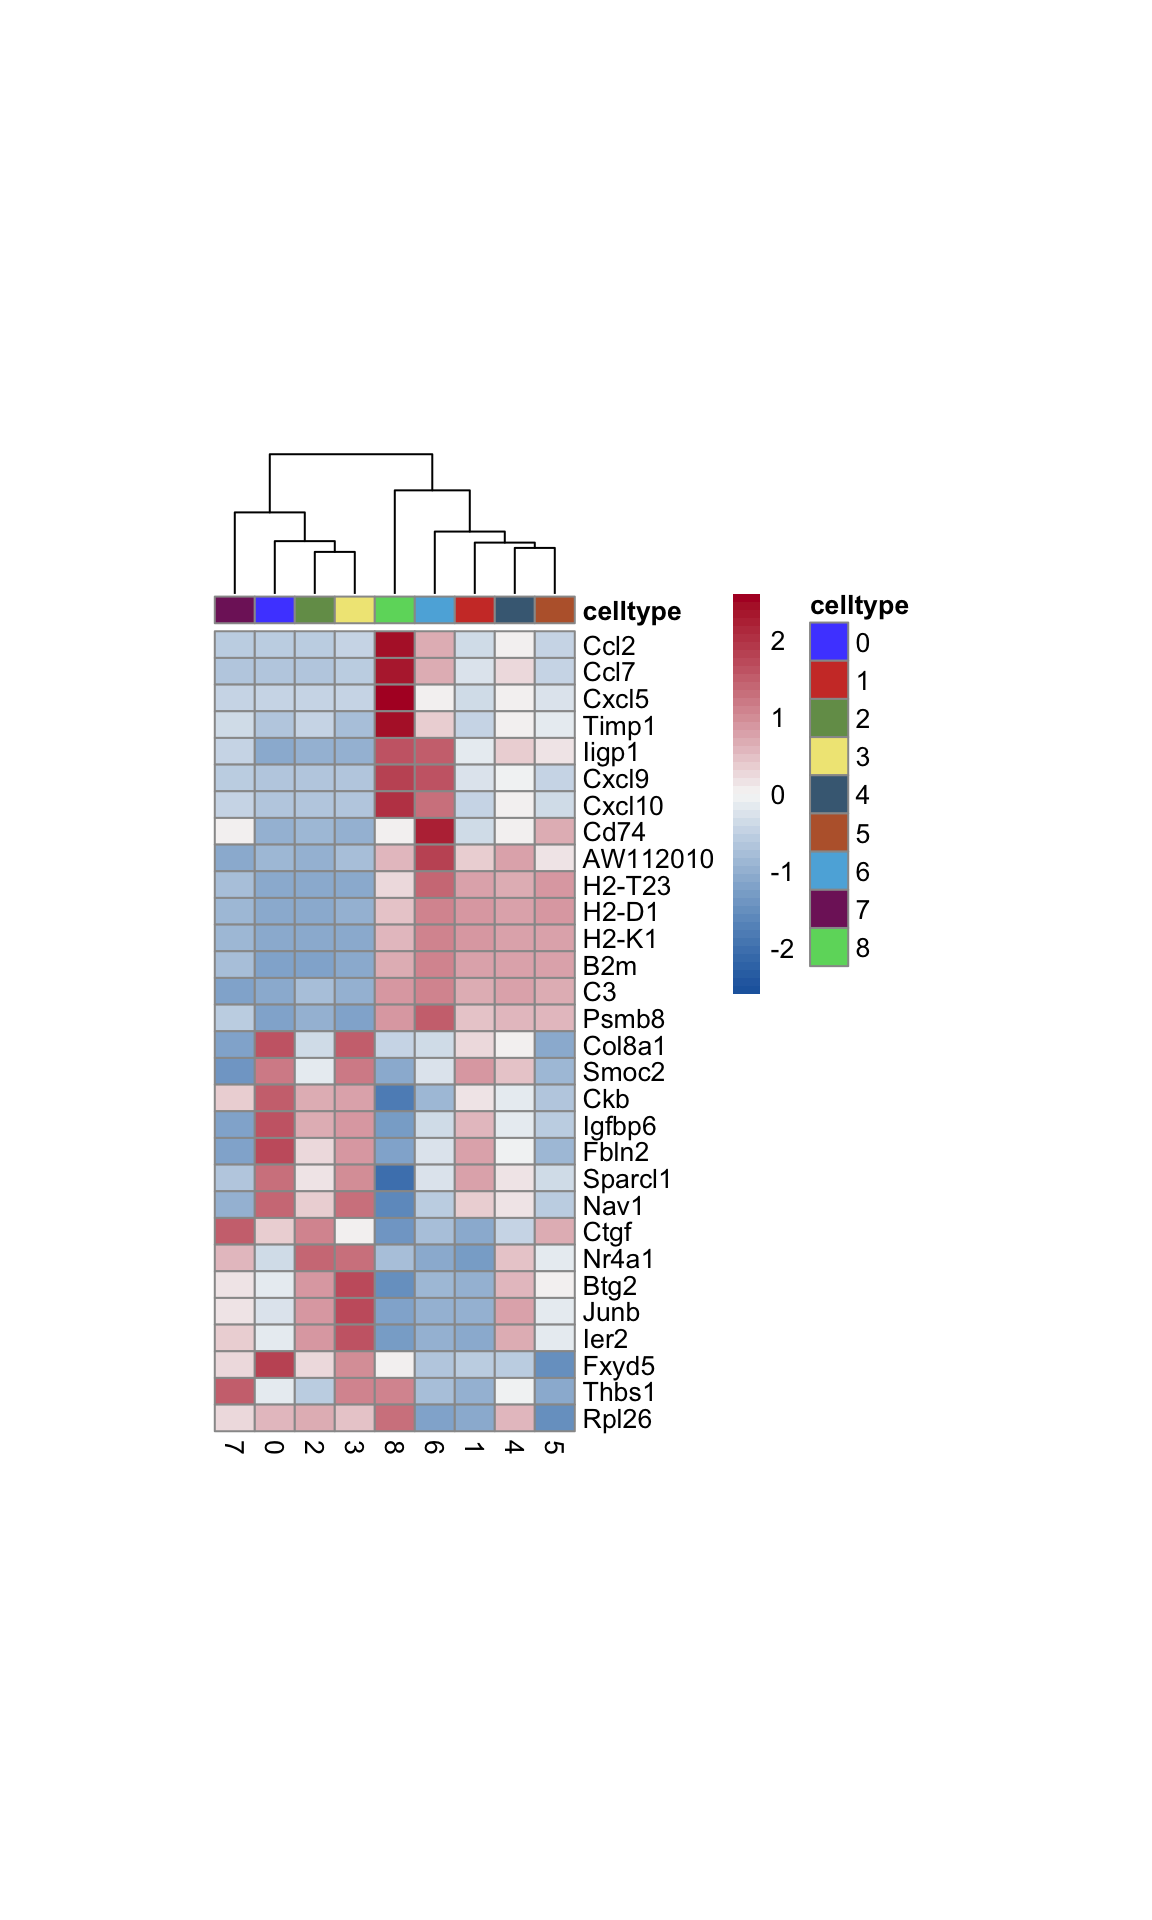 celltype
Ccl2
Ccl7
Cxcl5
Timp1
Iigp1
Cxcl9
Cxcl10
Cd74
AW112010
H2-T23
H2-D1
H2-K1
B2m
C3
Psmb8
Col8a1
Smoc2
Ckb
Igfbp6
Fbln2
Sparcl1
Nav1
Ctgf
Nr4a1
Btg2
Junb
Ier2
Fxyd5
Thbs1
Rpl26
7 0 2 3 8 6 1 4 5
2
1
0
-1
-2
celltype
0
1
2
3
4
5
6
7
8